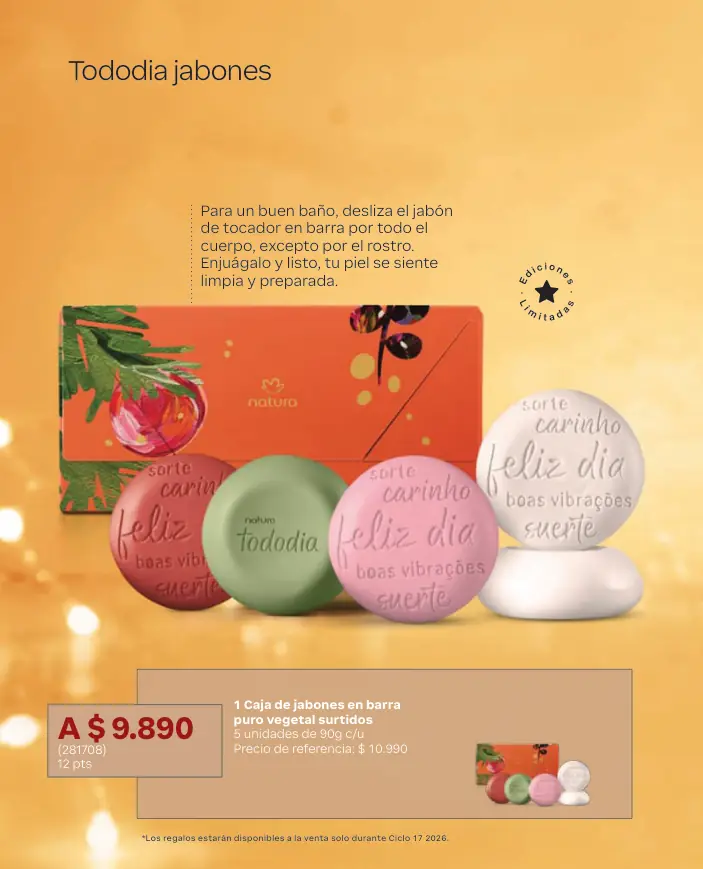 Tododia jabones
Para un buen baño, desliza el jabón
de tocador en barra por todo el
cuerpo, excepto por el rostro.
Enjuágalo y listo, tu piel se siente
limpia y preparada.
Ediciones
Limitadas
natura
sorte
carinho
feliz dia
boas vibrações
suerte
sorte
carin
feliz
boas vibr
suerte
natura
tododia
sorte
carinho
feliz dia
boas vibrações
suerte
A $ 9.890
(281708)
12 pts
1 Caja de jabones en barra
puro vegetal surtidos
5 unidades de 90g c/u
Precio de referencia: $ 10.990
*Los regalos estarán disponibles a la venta solo durante Ciclo 17 2026.